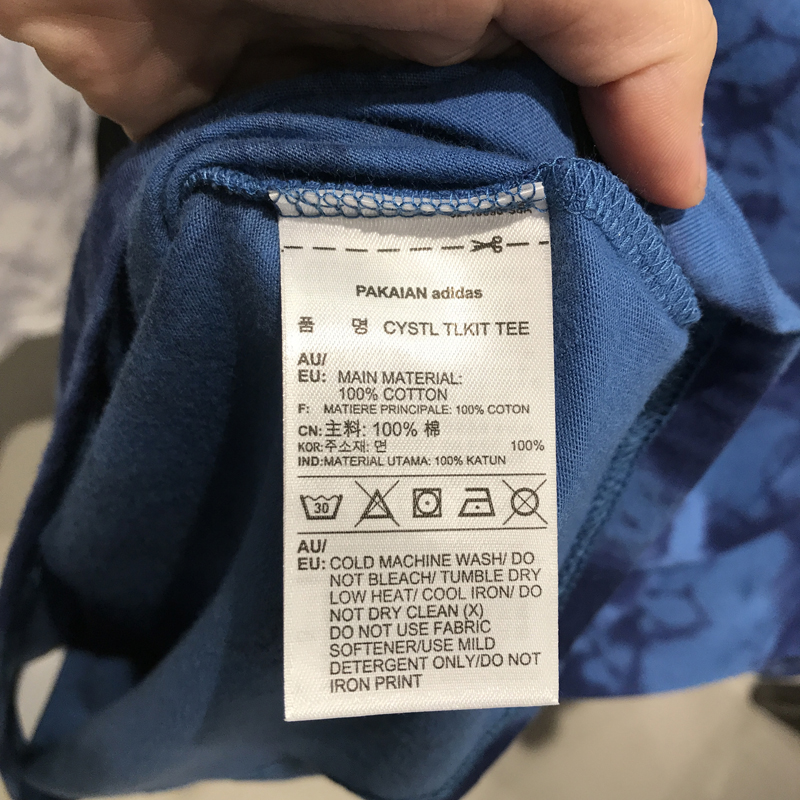 PAKAIAN adidas
품 명 CYSTL TLKIT TEE
AU/
EU: MAIN MATERIAL:
100% COTTON
F: MATIERE PRINCIPALE: 100% COTON
CN:主料: 100% 棉
KOR:주소재: 면 100%
IND:MATERIAL UTAMA: 100% KATUN
30
AU/
EU: COLD MACHINE WASH/ DO
NOT BLEACH/ TUMBLE DRY
LOW HEAT/ COOL IRON/ DO
NOT DRY CLEAN (X)
DO NOT USE FABRIC
SOFTENER/USE MILD
DETERGENT ONLY/DO NOT
IRON PRINT